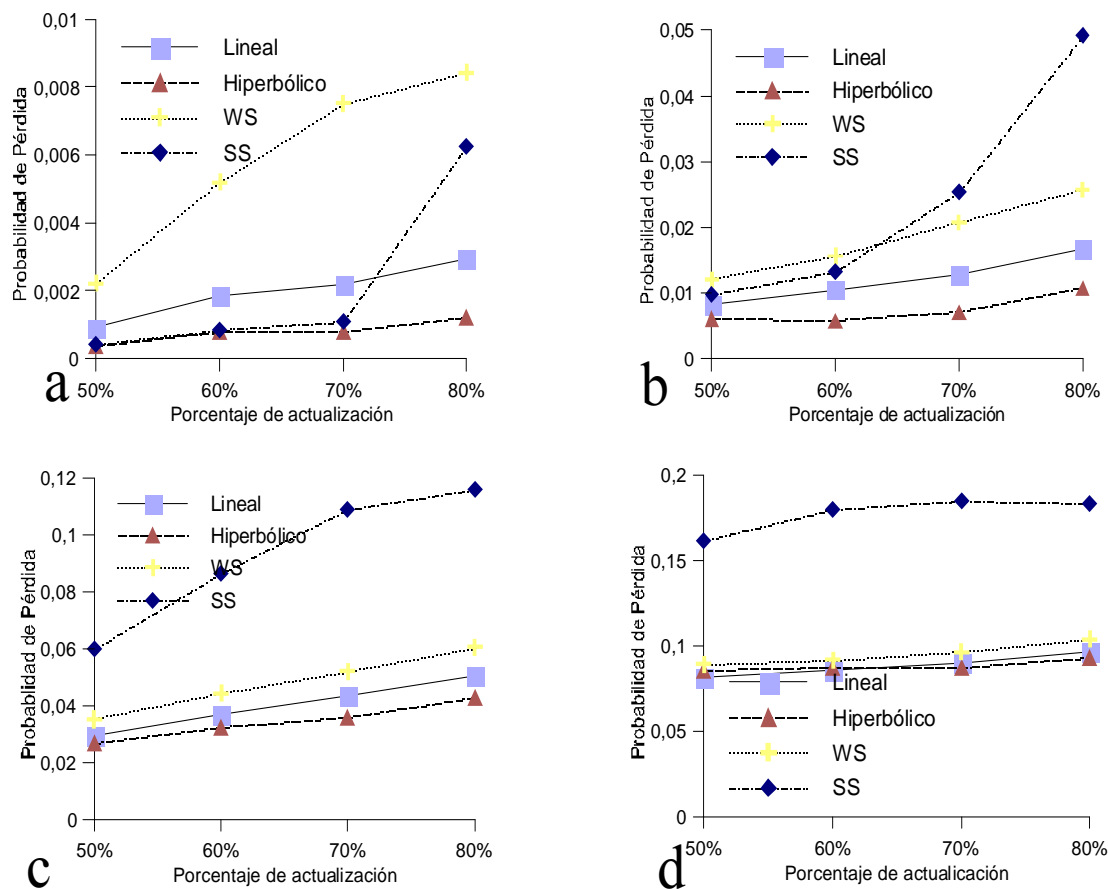 0,01
0,008
0,006
0,004
0,002
0
Probabilidad de Pérdida
Lineal
Hiperbólico
WS
SS
50%
60%
70%
80%
Porcentaje de actualización
a
0,05
0,04
0,03
0,02
0,01
0
Probabilidad de Pérdida
Lineal
Hiperbólico
WS
SS
50%
60%
70%
80%
Porcentaje de actualización
b
0,12
0,1
0,08
0,06
0,04
0,02
0
Probabilidad de Pérdida
Lineal
Hiperbólico
WS
SS
50%
60%
70%
80%
Porcentaje de actualización
c
0,2
0,15
0,1
0,05
0
Probabilidad de Pérdida
Lineal
Hiperbólico
WS
SS
50%
60%
70%
80%
Porcentaje de actualicación
d